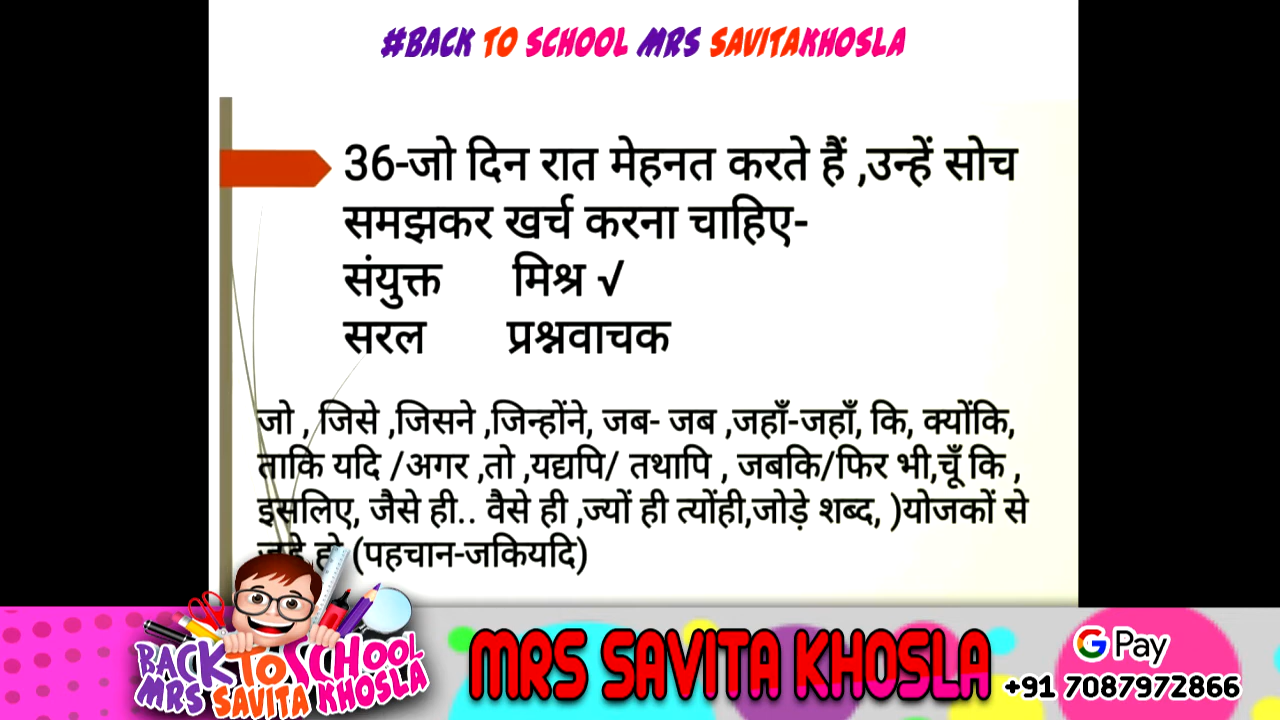 #BACK TO SCHOOL MRS SAVITAKHOSLA
36-जो दिन रात मेहनत करते हैं ,उन्हें सोच
समझकर खर्च करना चाहिए-
संयुक्त मिश्र √
सरल प्रश्नवाचक
जो , जिसे ,जिसने ,जिन्होंने, जब- जब ,जहाँ-जहाँ, कि, क्योंकि,
ताकि यदि /अगर ,तो ,यद्यपि/ तथापि , जबकि/फिर भी,चूँ कि ,
इसलिए, जैसे ही.. वैसे ही ,ज्यों ही त्योंही,जोड़े शब्द, )योजकों से
(पहचान-जकियदि)
BACK TO SCHOOL
MRS SAVITA KHOSLA
MRS SAVITA KHOSLA
G Pay
+91 7087972866